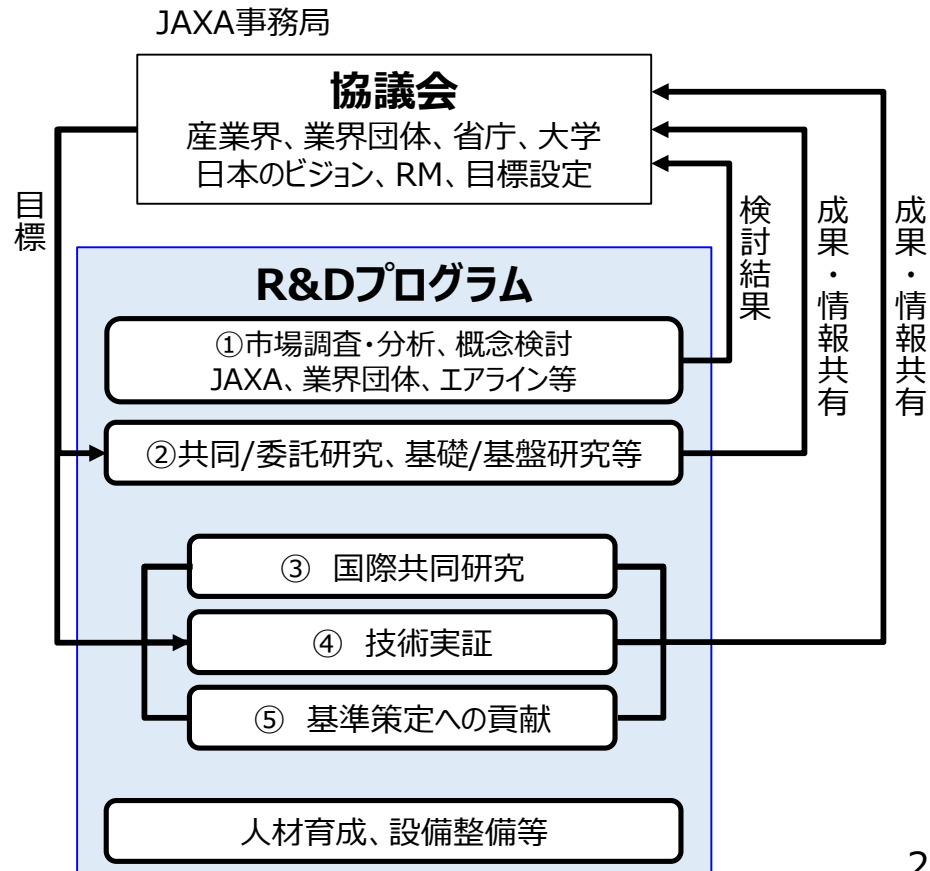 JAXA事務局
協議会
産業界、業界団体、省庁、大学
日本のビジョン、RM、目標設定
目標
検討結果
成果・情報共有
成果・情報共有
R&Dプログラム
①市場調査・分析、概念検討
JAXA、業界団体、エアライン等
②共同/委託研究、基礎/基盤研究等
③ 国際共同研究
④ 技術実証
⑤ 基準策定への貢献
人材育成、設備整備等
2